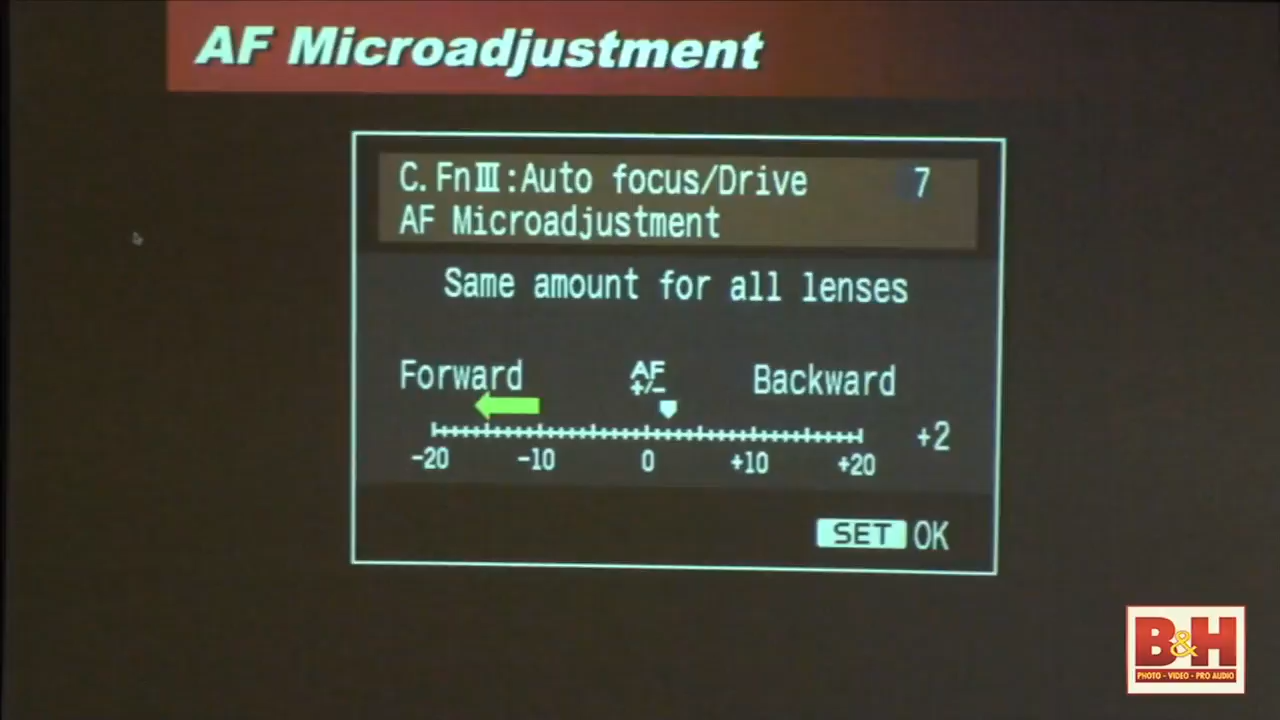 AF Microadjustment
C.FnⅢ:Auto focus/Drive 7
AF Microadjustment
Same amount for all lenses
Forward AF +/- Backward
-20 -10 0 +10 +20 +2
SET OK
B&H
PHOTO - VIDEO - PRO AUDIO